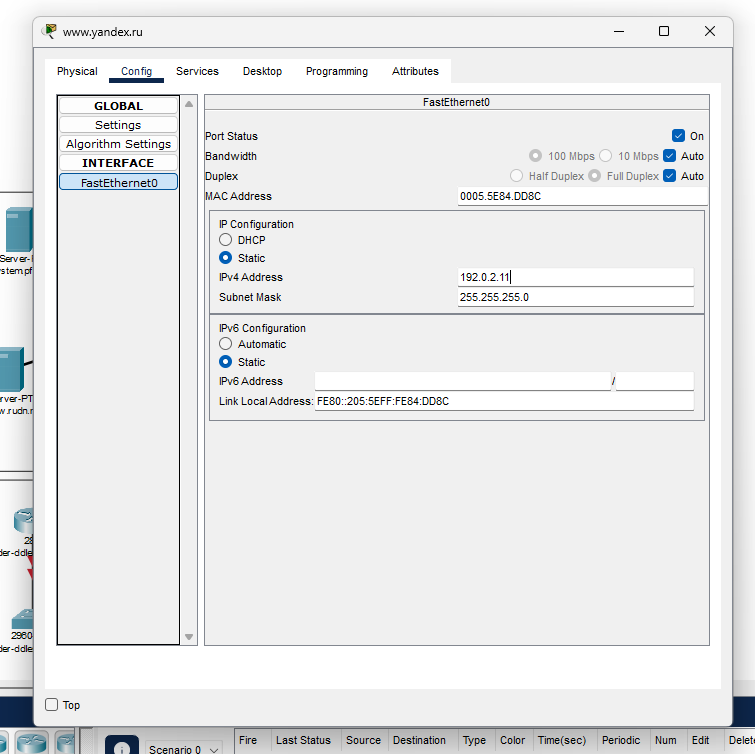 www.yandex.ru
Physical Config Services Desktop Programming Attributes
GLOBAL
Settings
Algorithm Settings
INTERFACE
FastEthernet0
FastEthernet0
Port Status On
Bandwidth 100 Mbps 10 Mbps Auto
Duplex Half Duplex Full Duplex Auto
MAC Address 0005.5E84.DD8C
IP Configuration
DHCP
Static
IPv4 Address 192.0.2.11
Subnet Mask 255.255.255.0
IPv6 Configuration
Automatic
Static
IPv6 Address /
Link Local Address: FE80::205:5EFF:FE84:DD8C
Top
Server-
stem.pf
rver-PT
w.rudn.r
28
der-ddle
2960
der-ddle
Scenario 0
Fire Last Status Source Destination Type Color Time(sec) Periodic Num Edit Delet